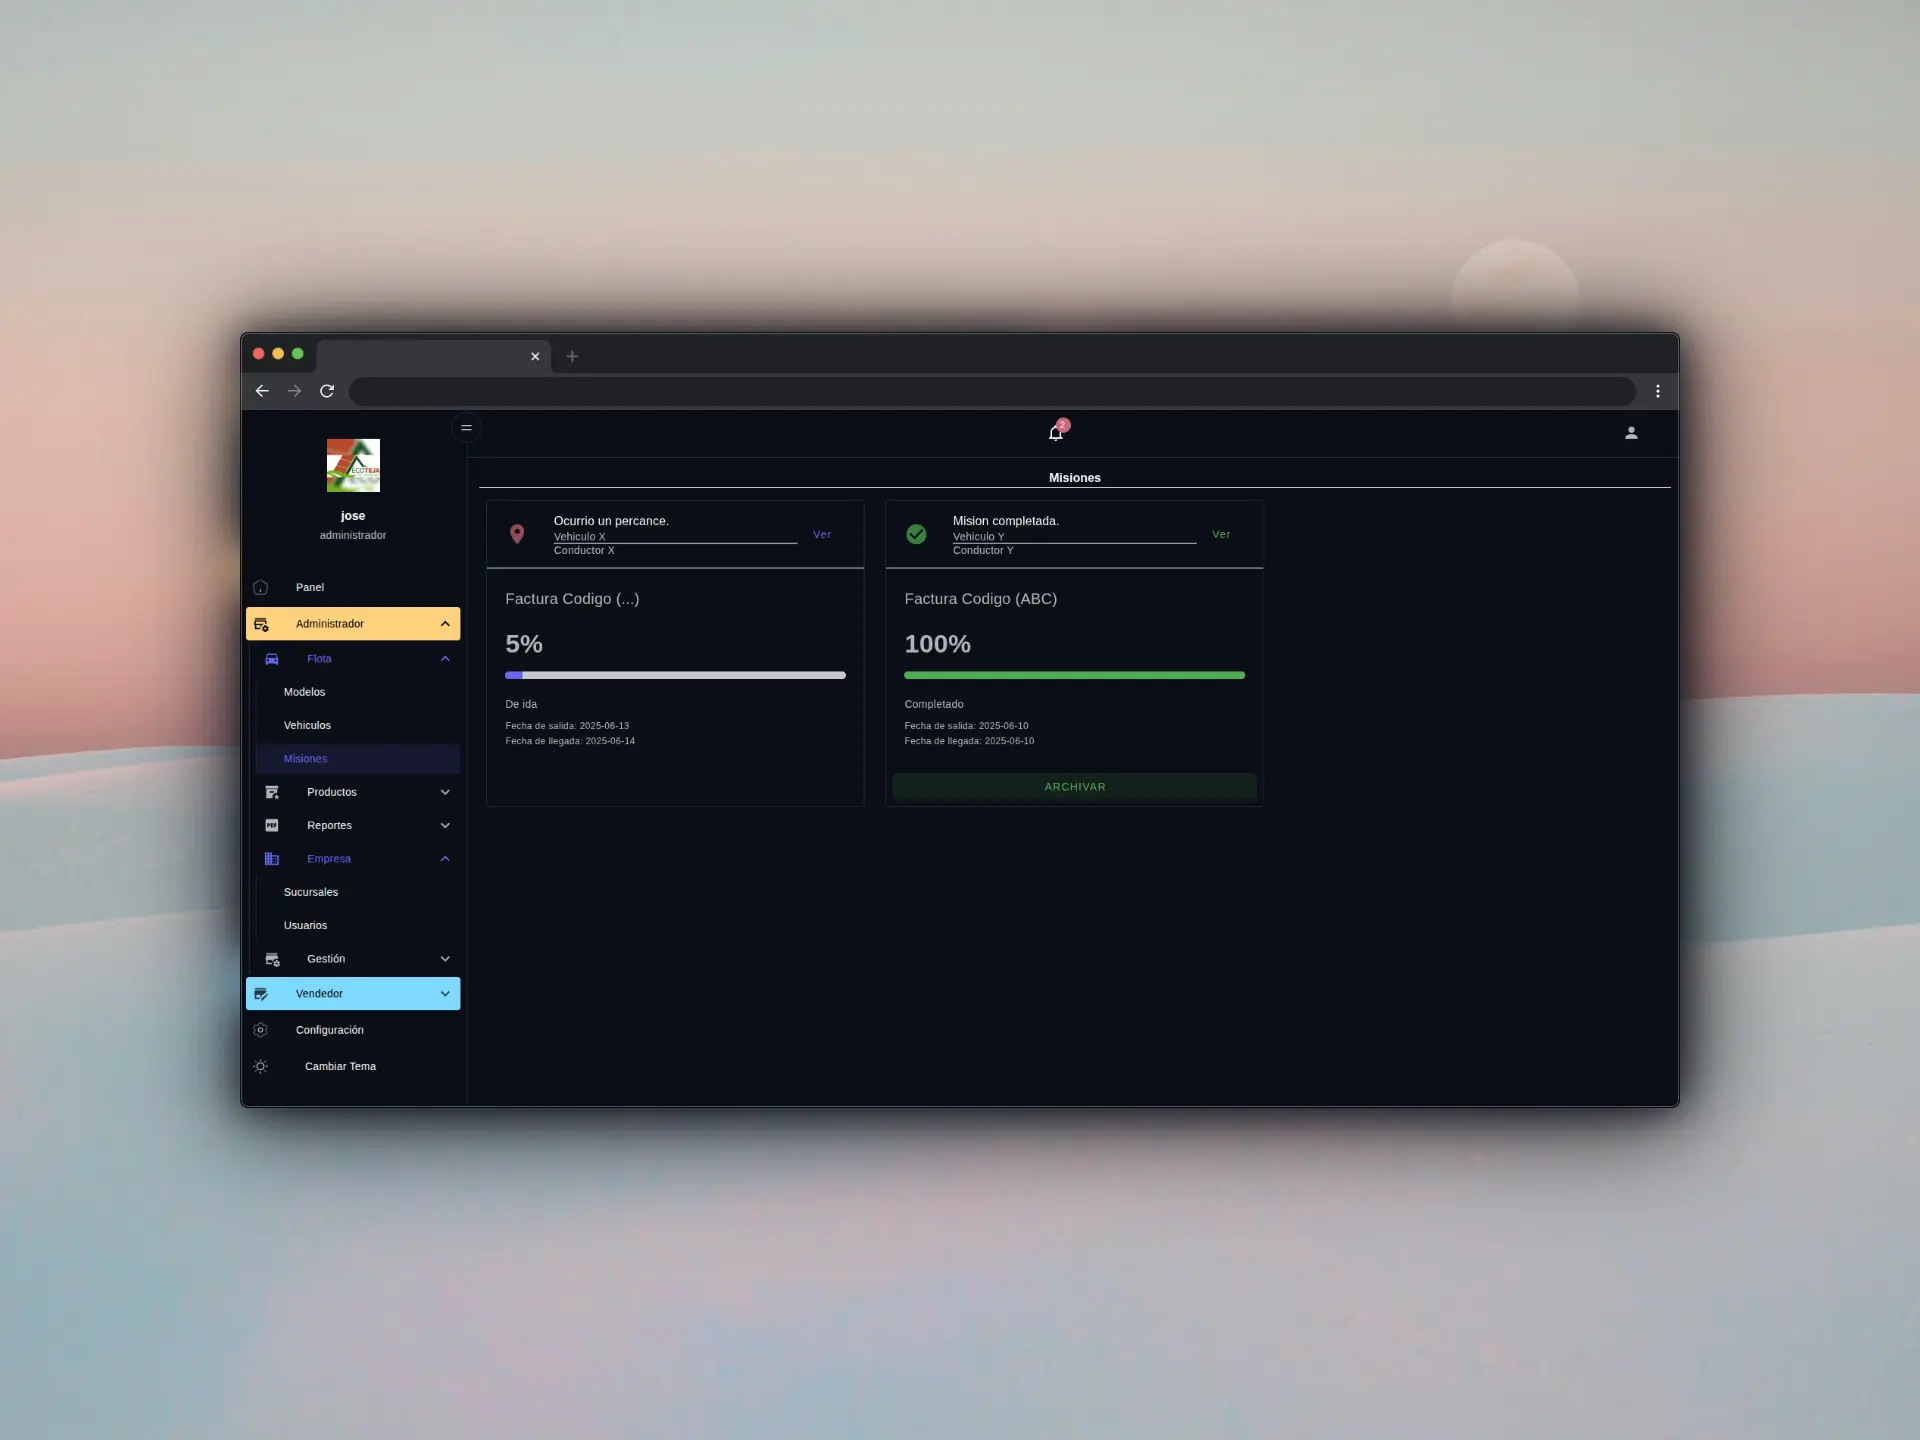 2
ECOTEJA
jose
administrador
Panel
Administrador
Flota
Modelos
Vehiculos
Misiones
Productos
PDF
Reportes
Empresa
Sucursales
Usuarios
Gestión
Vendedor
Configuración
Cambiar Tema
Misiones
Ocurrio un percance.
Vehiculo X
Conductor X
Ver
Factura Codigo (...)
5%
De ida
Fecha de salida: 2025-06-13
Fecha de llegada: 2025-06-14
Mision completada.
Vehiculo Y
Conductor Y
Ver
Factura Codigo (ABC)
100%
Completado
Fecha de salida: 2025-06-10
Fecha de llegada: 2025-06-10
ARCHIVAR